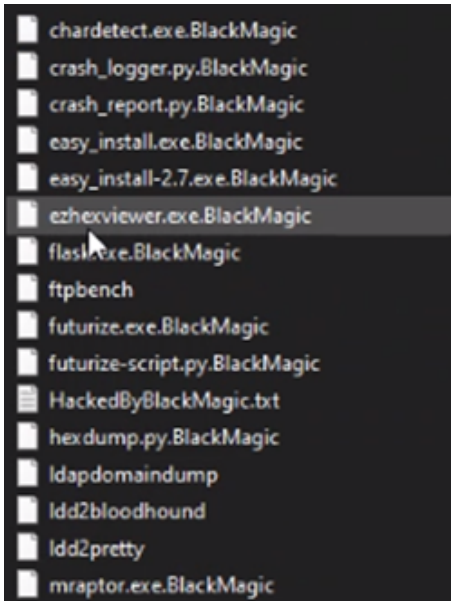 chardetect.exe.BlackMagic
crash_logger.py.BlackMagic
crash_report.py.BlackMagic
easy_install.exe.BlackMagic
easy_install-2.7.exe.BlackMagic
ezhexviewer.exe.BlackMagic
flask.exe.BlackMagic
ftpbench
futurize.exe.BlackMagic
futurize-script.py.BlackMagic
HackedByBlackMagic.txt
hexdump.py.BlackMagic
ldapdomaindump
ldd2bloodhound
ldd2pretty
mraptor.exe.BlackMagic